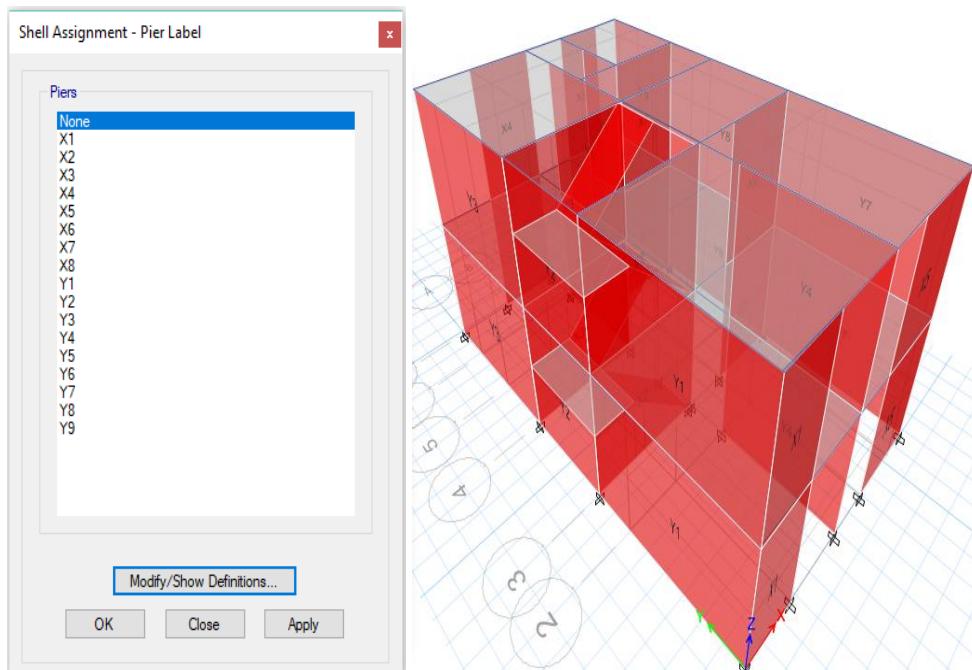 Shell Assignment - Pier Label
x
Piers
None
X1
X2
X3
X4
X5
X6
X7
X8
Y1
Y2
Y3
Y4
Y5
Y6
Y7
Y8
Y9
Modify/Show Definitions...
OK
Close
Apply
X4
Y8
Y7
Y3
Y4
Y1
Y2
Y1
5
4
3
2
Y
Z
X